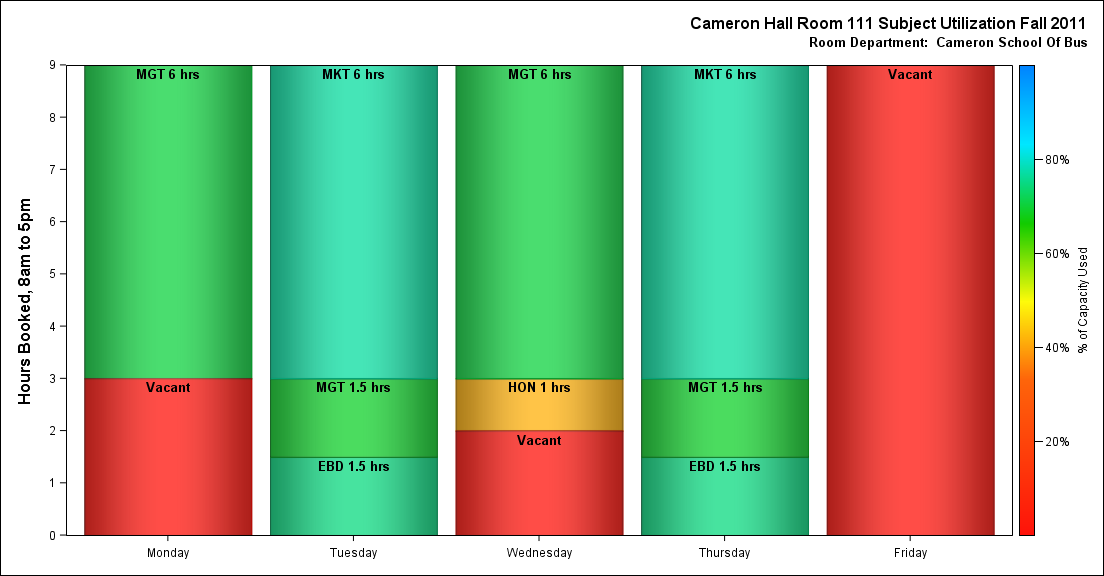 Cameron Hall Room 111 Subject Utilization Fall 2011
Room Department:  Cameron School Of Bus
Hours Booked, 8am to 5pm
9
8
7
6
5
4
3
2
1
0
MGT 6 hrs
Vacant
MKT 6 hrs
MGT 1.5 hrs
EBD 1.5 hrs
MGT 6 hrs
HON 1 hrs
Vacant
MKT 6 hrs
MGT 1.5 hrs
EBD 1.5 hrs
Vacant
Monday
Tuesday
Wednesday
Thursday
Friday
80%
60%
40%
20%
% of Capacity Used